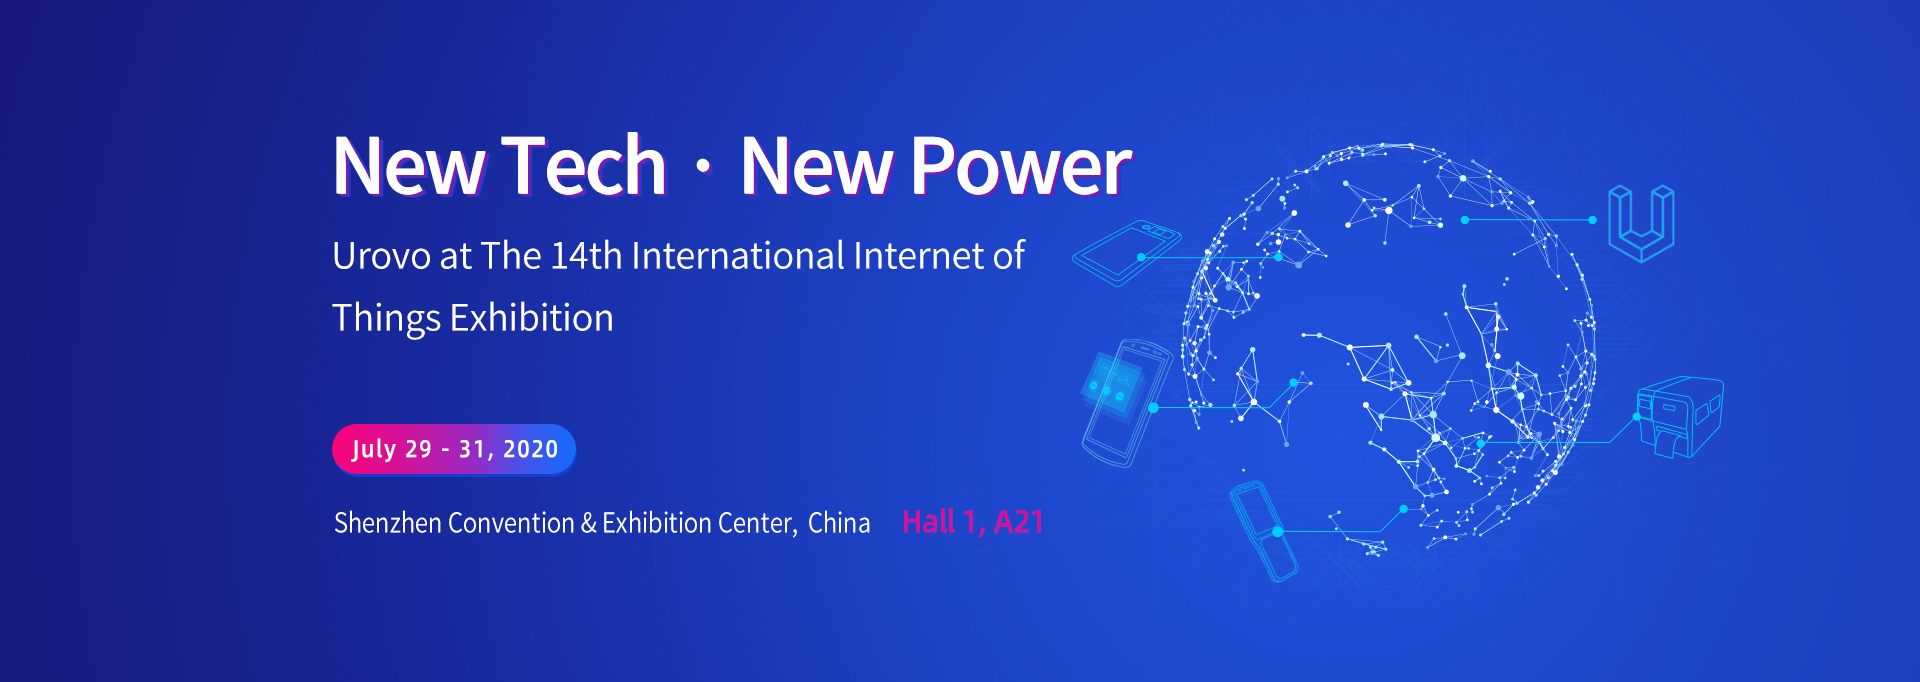 New Tech · New Power
Urovo at The 14th International Internet of
Things Exhibition
July 29 - 31, 2020
Shenzhen Convention & Exhibition Center, China Hall 1, A21